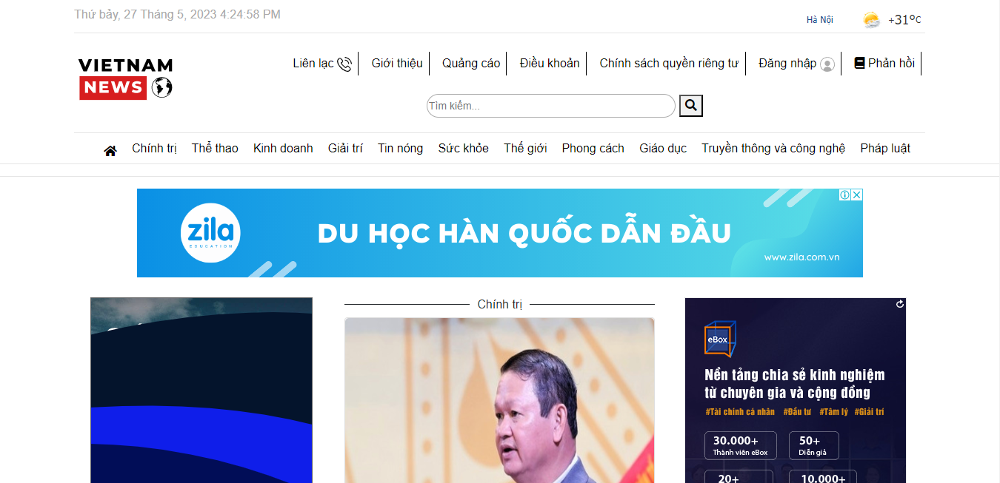 Thứ bảy, 27 Tháng 5, 2023 4:24:58 PM
Hà Nội +31°C
VIETNAM
NEWS
Liên lạc Giới thiệu Quảng cáo Điều khoản Chính sách quyền riêng tư Đăng nhập Phản hồi
Tìm kiếm...
Chính trị Thể thao Kinh doanh Giải trí Tin nóng Sức khỏe Thế giới Phong cách Giáo dục Truyền thông và công nghệ Pháp luật
zila
EDUCATION
DU HỌC HÀN QUỐC DẪN ĐẦU
www.zila.com.vn
Chính trị
eBox
Nền tảng chia sẻ kinh nghiệm
từ chuyên gia và cộng đồng
#Tài chính cá nhân #Đầu tư #Tâm lý #Giải trí
30.000+ 50+
Thành viên eBox Diễn giả
20+ 10.000+